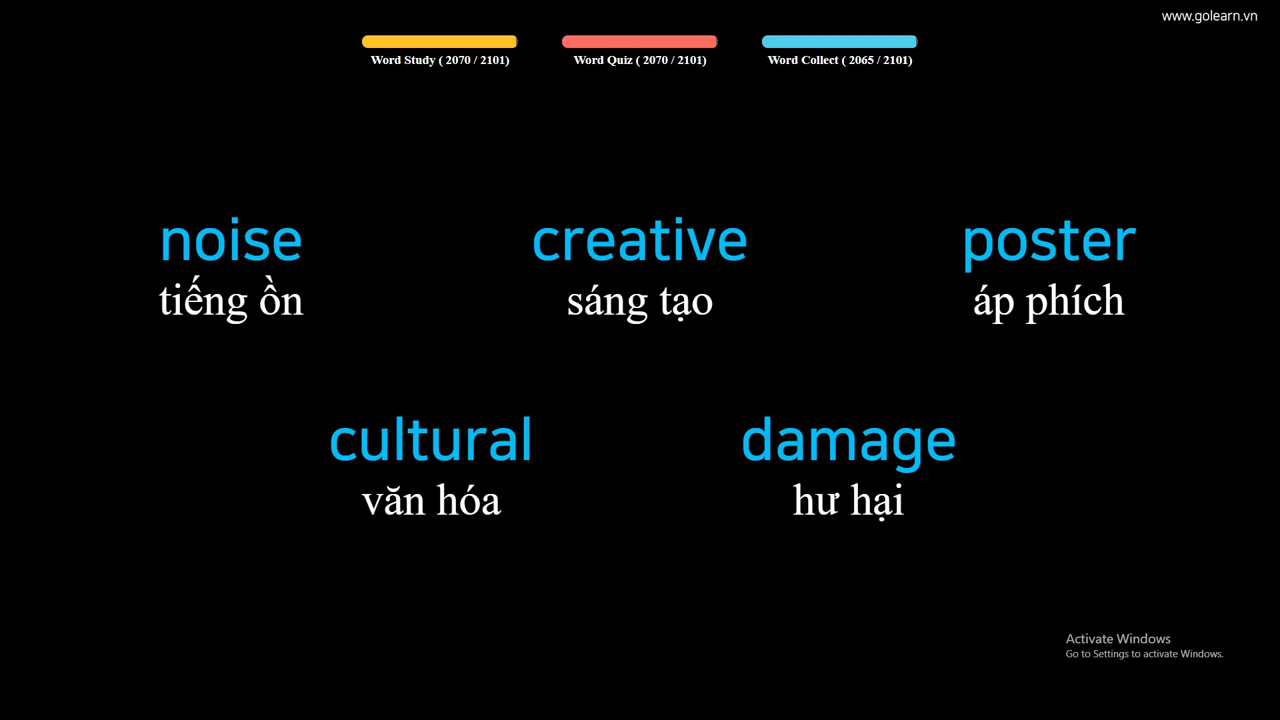 www.golearn.vn
Word Study ( 2070 / 2101)
Word Quiz ( 2070 / 2101)
Word Collect ( 2065 / 2101)
noise
tiếng ồn
creative
sáng tạo
poster
áp phích
cultural
văn hóa
damage
hư hại
Activate Windows
Go to Settings to activate Windows.